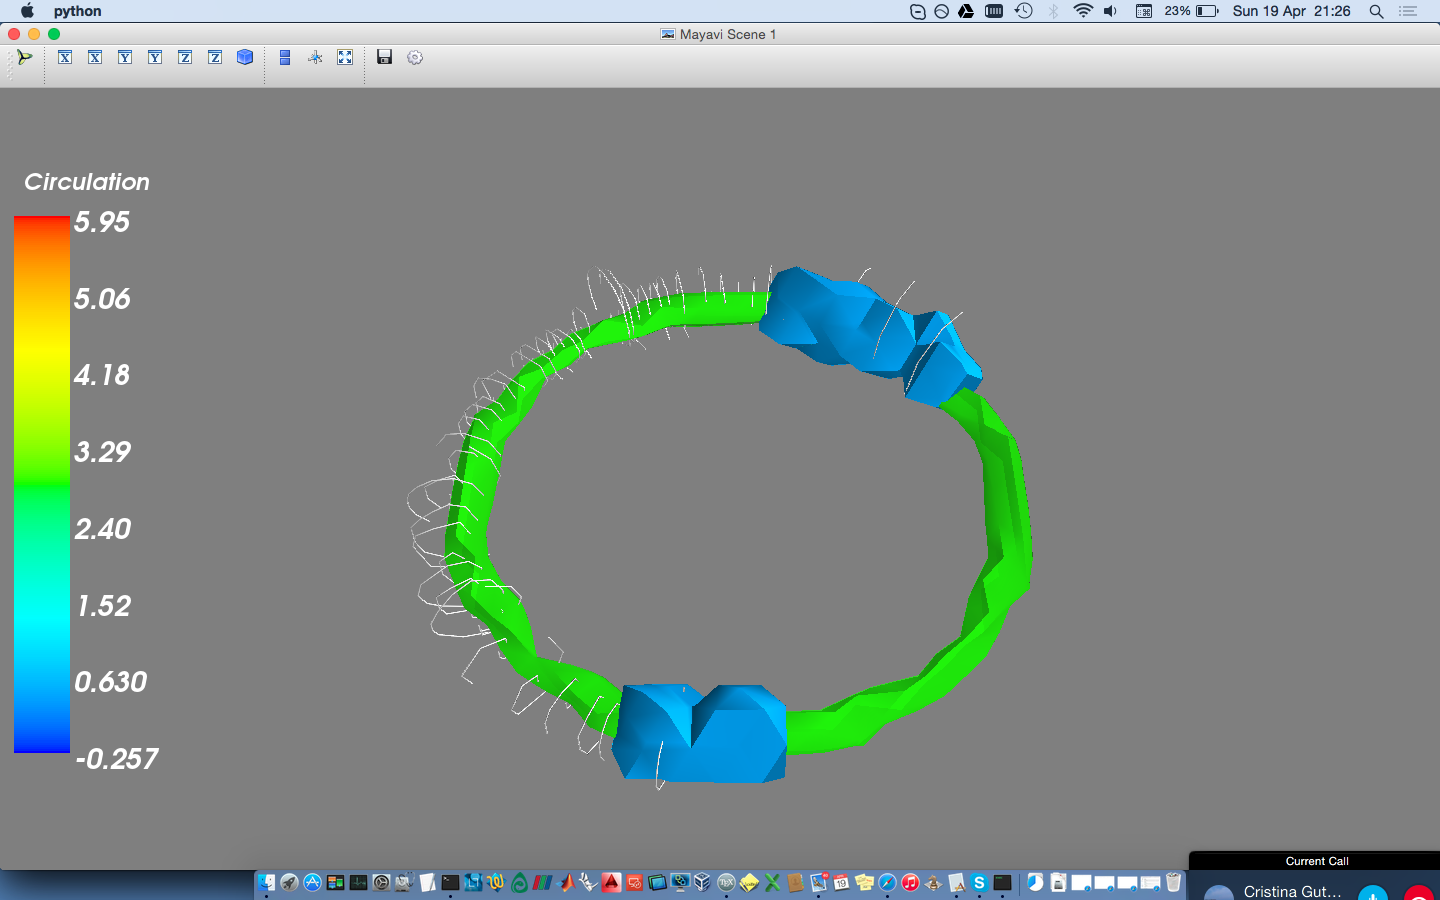 python
23%
Sun 19 Apr 21:26
Mayavi Scene 1
X X Y Y Z Z
Circulation
5.95
5.06
4.18
3.29
2.40
1.52
0.630
-0.257
Current Call
Cristina Gut...